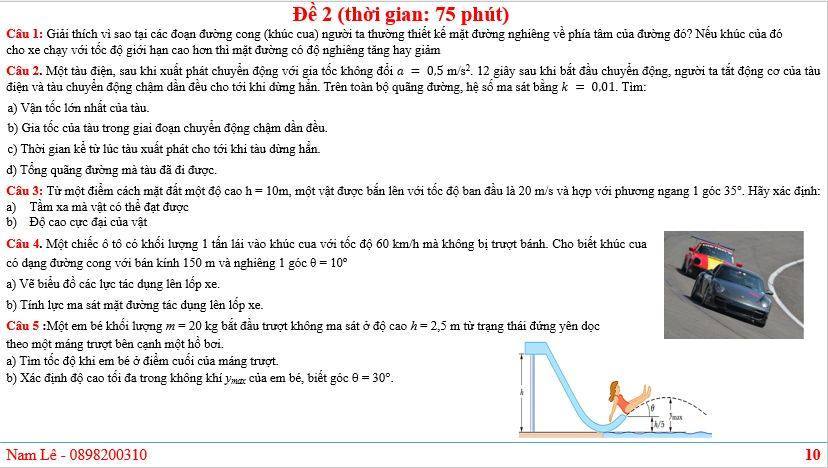 Đề 2 (thời gian: 75 phút)
Câu 1: Giải thích vì sao tại các đoạn đường cong (khúc cua) người ta thường thiết kế mặt đường nghiêng về phía tâm của đường đó? Nếu khúc của đó
cho xe chạy với tốc độ giới hạn cao hơn thì mặt đường có độ nghiêng tăng hay giảm
Câu 2. Một tàu điện, sau khi xuất phát chuyển động với gia tốc không đổi a = 0,5 m/s². 12 giây sau khi bắt đầu chuyển động, người ta tắt động cơ của tàu
điện và tàu chuyển động chậm dần đều cho tới khi dừng hẳn. Trên toàn bộ quãng đường, hệ số ma sát bằng k = 0,01. Tìm:
a) Vận tốc lớn nhất của tàu.
b) Gia tốc của tàu trong giai đoạn chuyển động chậm dần đều.
c) Thời gian kể từ lúc tàu xuất phát cho tới khi tàu dừng hẳn.
d) Tổng quãng đường mà tàu đã đi được.
Câu 3: Từ một điểm cách mặt đất một độ cao h = 10m, một vật được bắn lên với tốc độ ban đầu là 20 m/s và hợp với phương ngang 1 góc 35°. Hãy xác định:
a) Tầm xa mà vật có thể đạt được
b) Độ cao cực đại của vật
Câu 4. Một chiếc ô tô có khối lượng 1 tấn lái vào khúc cua với tốc độ 60 km/h mà không bị trượt bánh. Cho biết khúc cua
có dạng đường cong với bán kính 150 m và nghiêng 1 góc θ = 10°
a) Vẽ biểu đồ các lực tác dụng lên lốp xe.
b) Tính lực ma sát mặt đường tác dụng lên lốp xe.
Câu 5 :Một em bé khối lượng m = 20 kg bắt đầu trượt không ma sát ở độ cao h = 2,5 m từ trạng thái đứng yên dọc
theo một máng trượt bên cạnh một hồ bơi.
a) Tìm tốc độ khi em bé ở điểm cuối của máng trượt.
b) Xác định độ cao tối đa trong không khí ymax của em bé, biết góc θ = 30°.
h
θ
ymax
h/5
Nam Lê - 0898200310
10